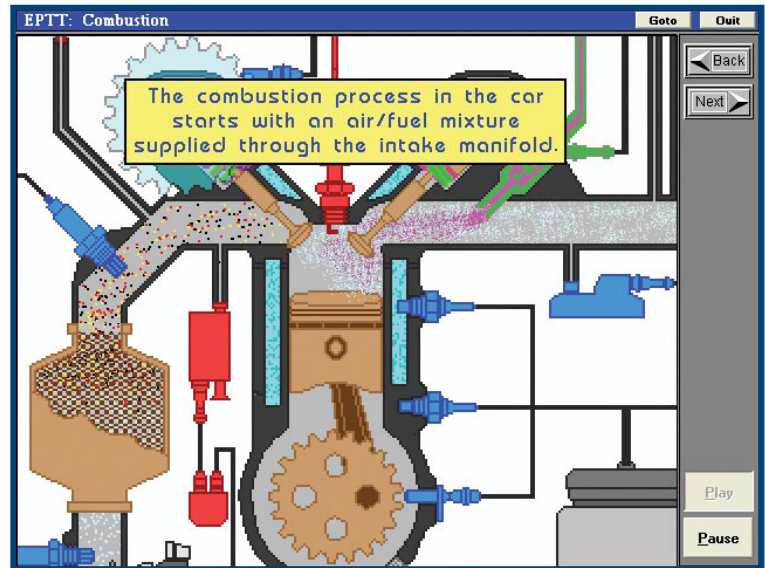 EPTT: Combustion
Goto
Quit
Back
Next
The combustion process in the car
starts with an air/fuel mixture
supplied through the intake manifold.
Play
Pause